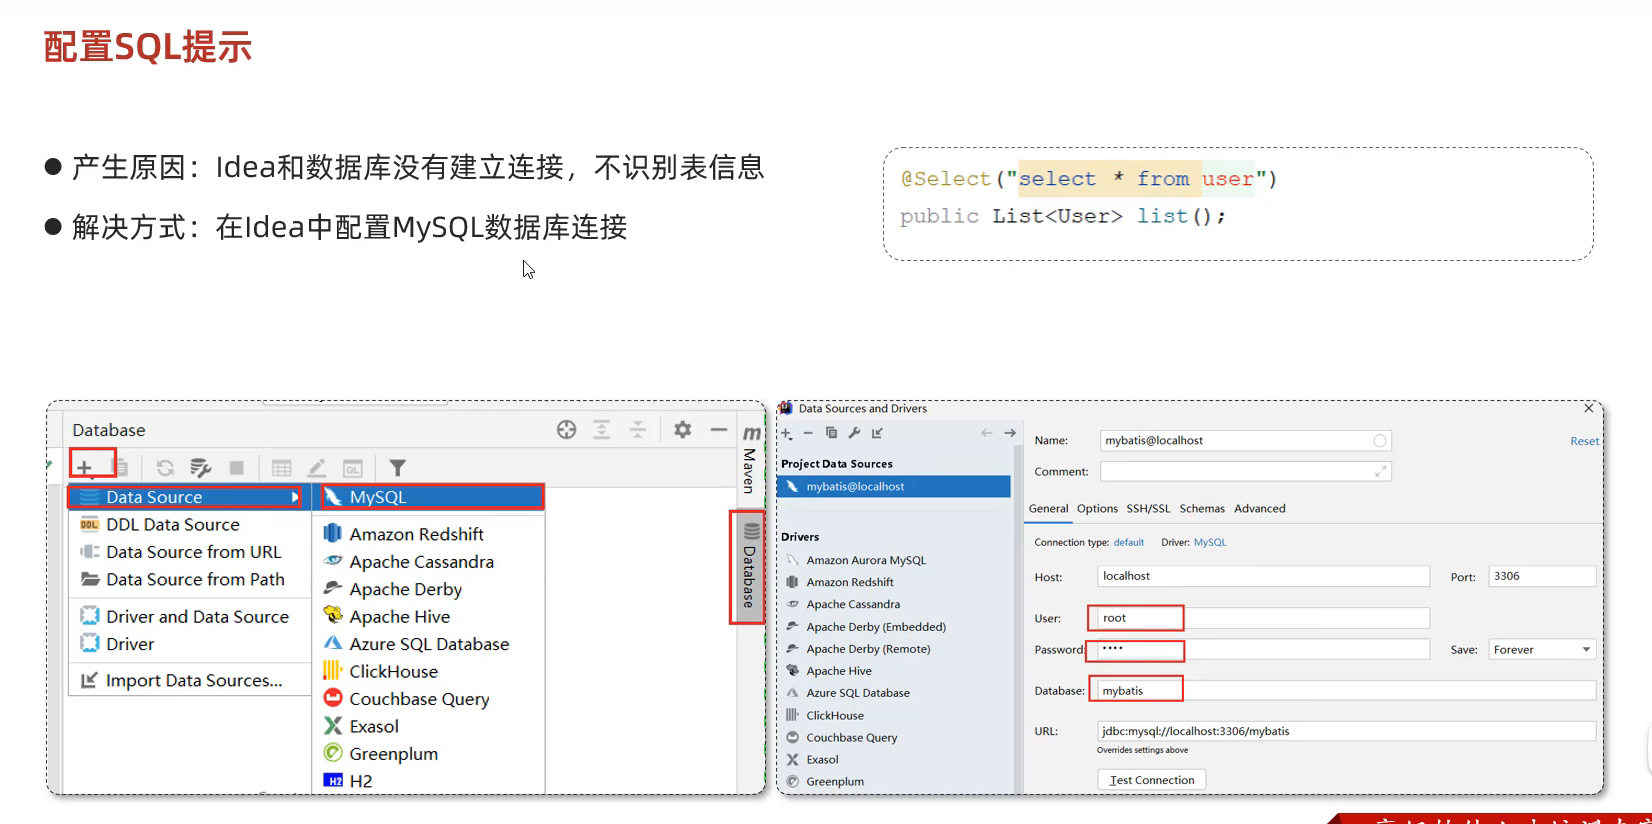 配置SQL提示
● 产生原因：Idea和数据库没有建立连接，不识别表信息
● 解决方式：在Idea中配置MySQL数据库连接
@Select("select * from user")
public List<User> list();
Database
Data Source
DDL Data Source
Data Source from URL
Data Source from Path
Driver and Data Source
Driver
Import Data Sources...
MySQL
Amazon Redshift
Apache Cassandra
Apache Derby
Apache Hive
Azure SQL Database
ClickHouse
Couchbase Query
Exasol
Greenplum
H2
Maven
Database
Data Sources and Drivers
Project Data Sources
mybatis@localhost
Drivers
Amazon Aurora MySQL
Amazon Redshift
Apache Cassandra
Apache Derby (Embedded)
Apache Derby (Remote)
Apache Hive
Azure SQL Database
ClickHouse
Couchbase Query
Exasol
Greenplum
Name: mybatis@localhost Reset
Comment:
General Options SSH/SSL Schemas Advanced
Connection type: default Driver: MySQL
Host: localhost Port: 3306
User: root
Password: •••• Save: Forever
Database: mybatis
URL: jdbc:mysql://localhost:3306/mybatis
Overrides settings above
Test Connection